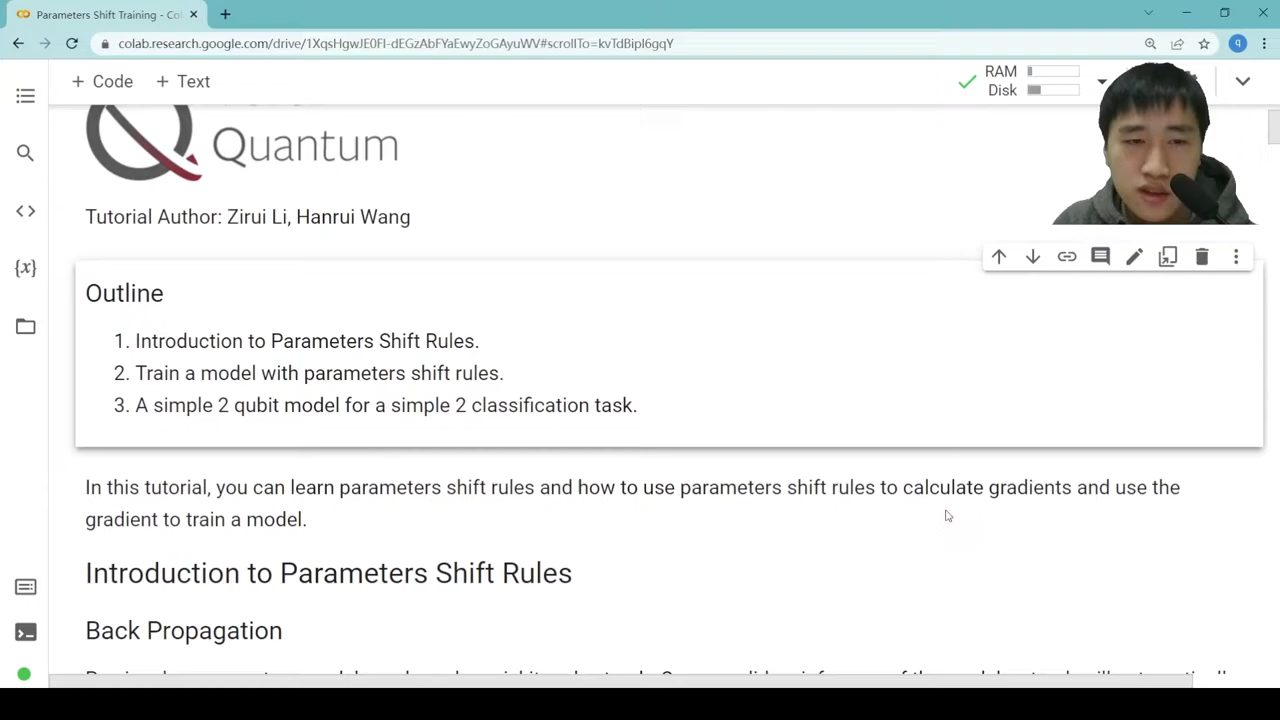 Parameters Shift Training - Co
colab.research.google.com/drive/1XqsHgwJE0FI-dEGzAbFYaEwyZoGAyuWV#scrollTo=kvTdBipl6gqY
q
+ Code + Text
RAM
Disk
{x}
Quantum
Tutorial Author: Zirui Li, Hanrui Wang
Outline
1. Introduction to Parameters Shift Rules.
2. Train a model with parameters shift rules.
3. A simple 2 qubit model for a simple 2 classification task.
In this tutorial, you can learn parameters shift rules and how to use parameters shift rules to calculate gradients and use the
gradient to train a model.
Introduction to Parameters Shift Rules
Back Propagation